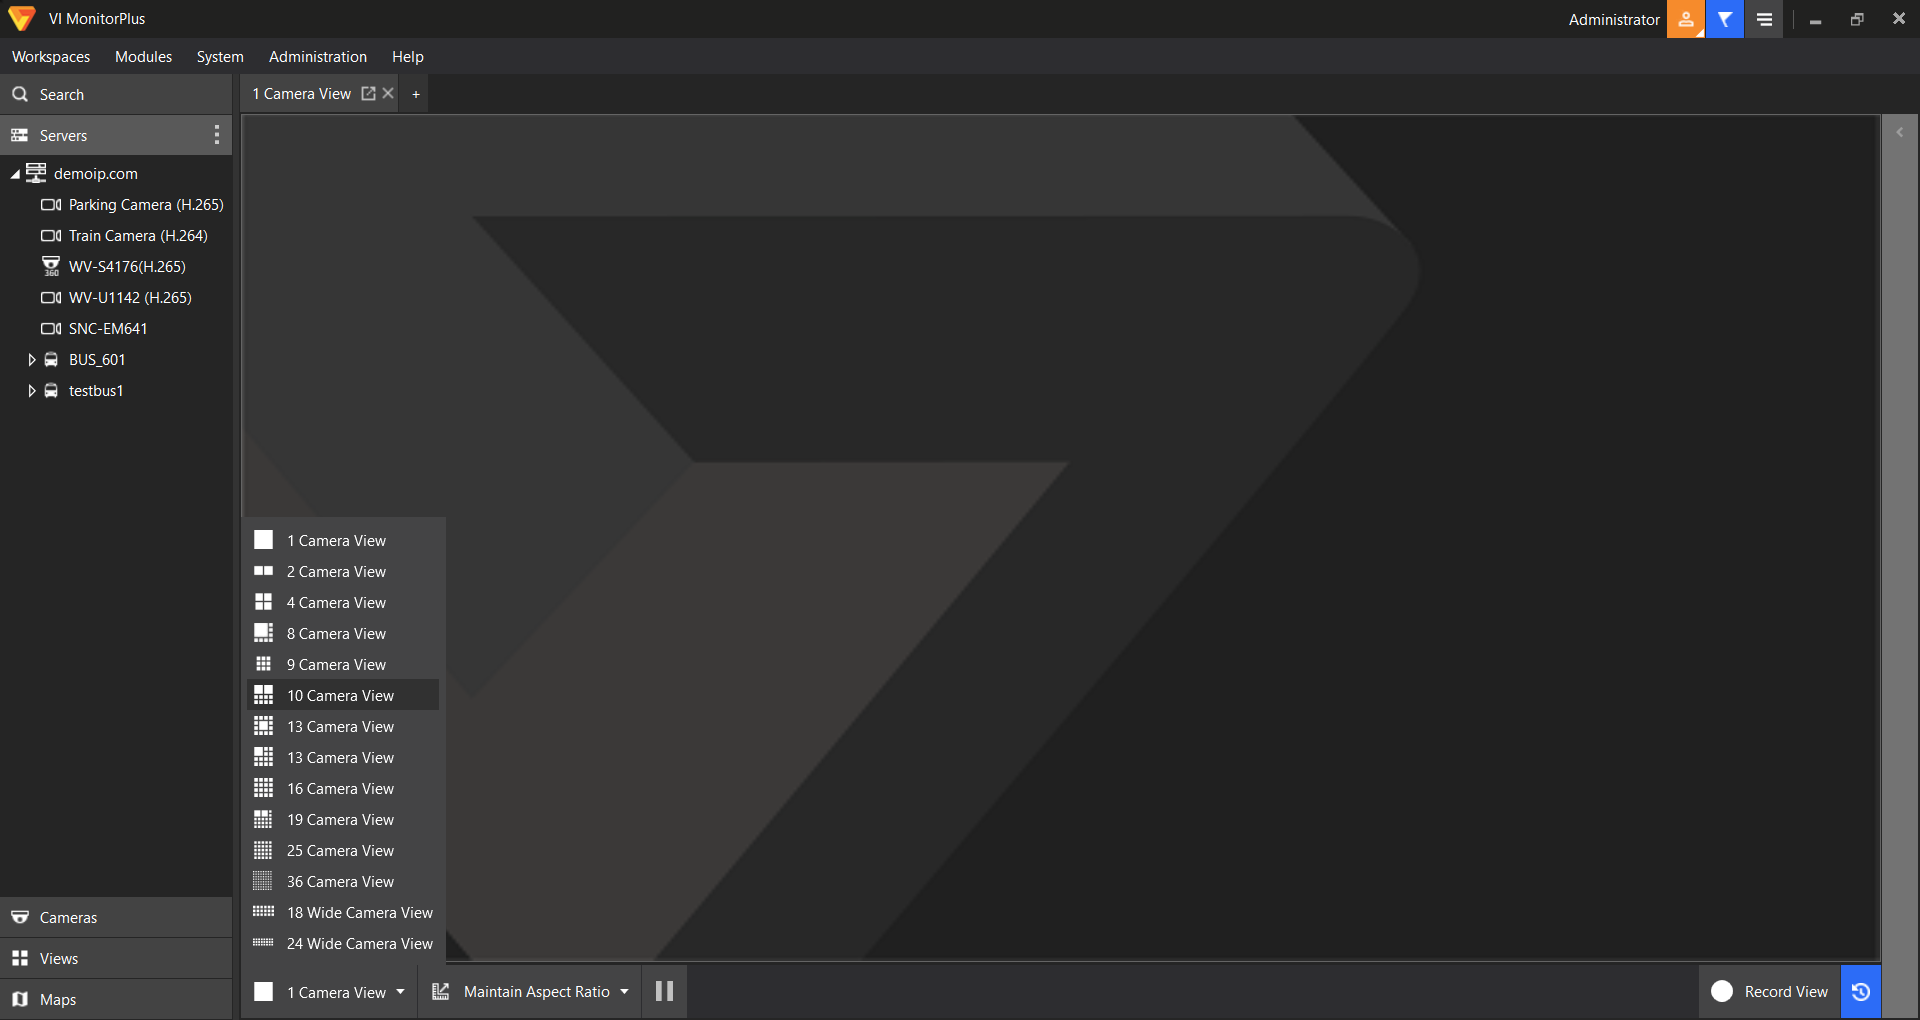 VI MonitorPlus
Administrator
Workspaces Modules System Administration Help
Search
1 Camera View +
Servers
demoip.com
Parking Camera (H.265)
Train Camera (H.264)
360
WV-S4176(H.265)
WV-U1142 (H.265)
SNC-EM641
BUS_601
testbus1
1 Camera View
2 Camera View
4 Camera View
8 Camera View
9 Camera View
10 Camera View
13 Camera View
13 Camera View
16 Camera View
19 Camera View
25 Camera View
36 Camera View
18 Wide Camera View
24 Wide Camera View
Cameras
Views
Maps
1 Camera View
Maintain Aspect Ratio
Record View